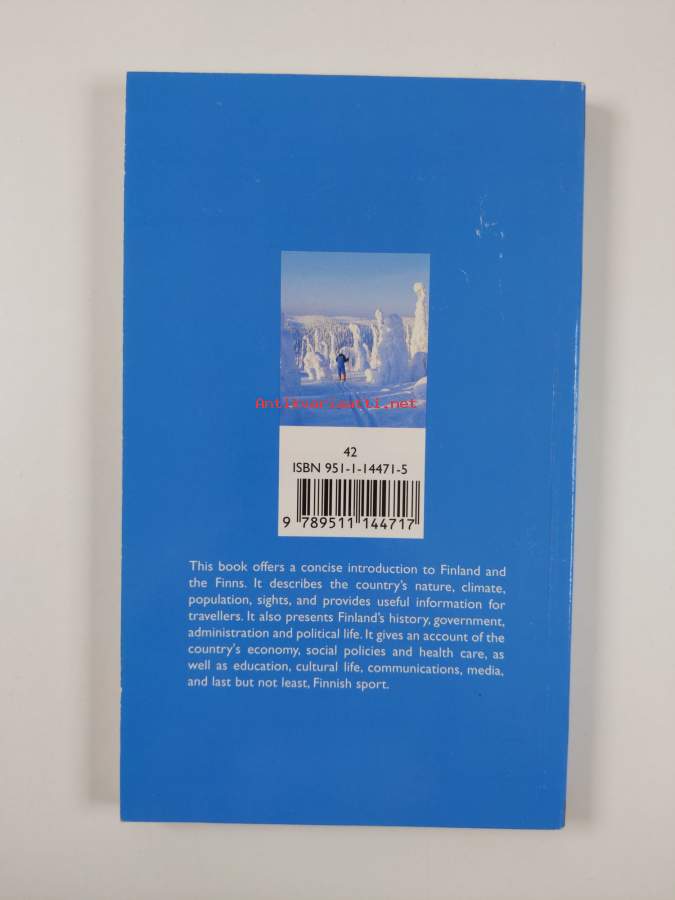 Antikvariaatti.net
42
ISBN 951-1-14471-5
9 789511 144717
This book offers a concise introduction to Finland and
the Finns. It describes the country's nature, climate,
population, sights, and provides useful information for
travellers. It also presents Finland's history, government,
administration and political life. It gives an account of the
country's economy, social policies and health care, as
well as education, cultural life, communications, media,
and last but not least, Finnish sport.